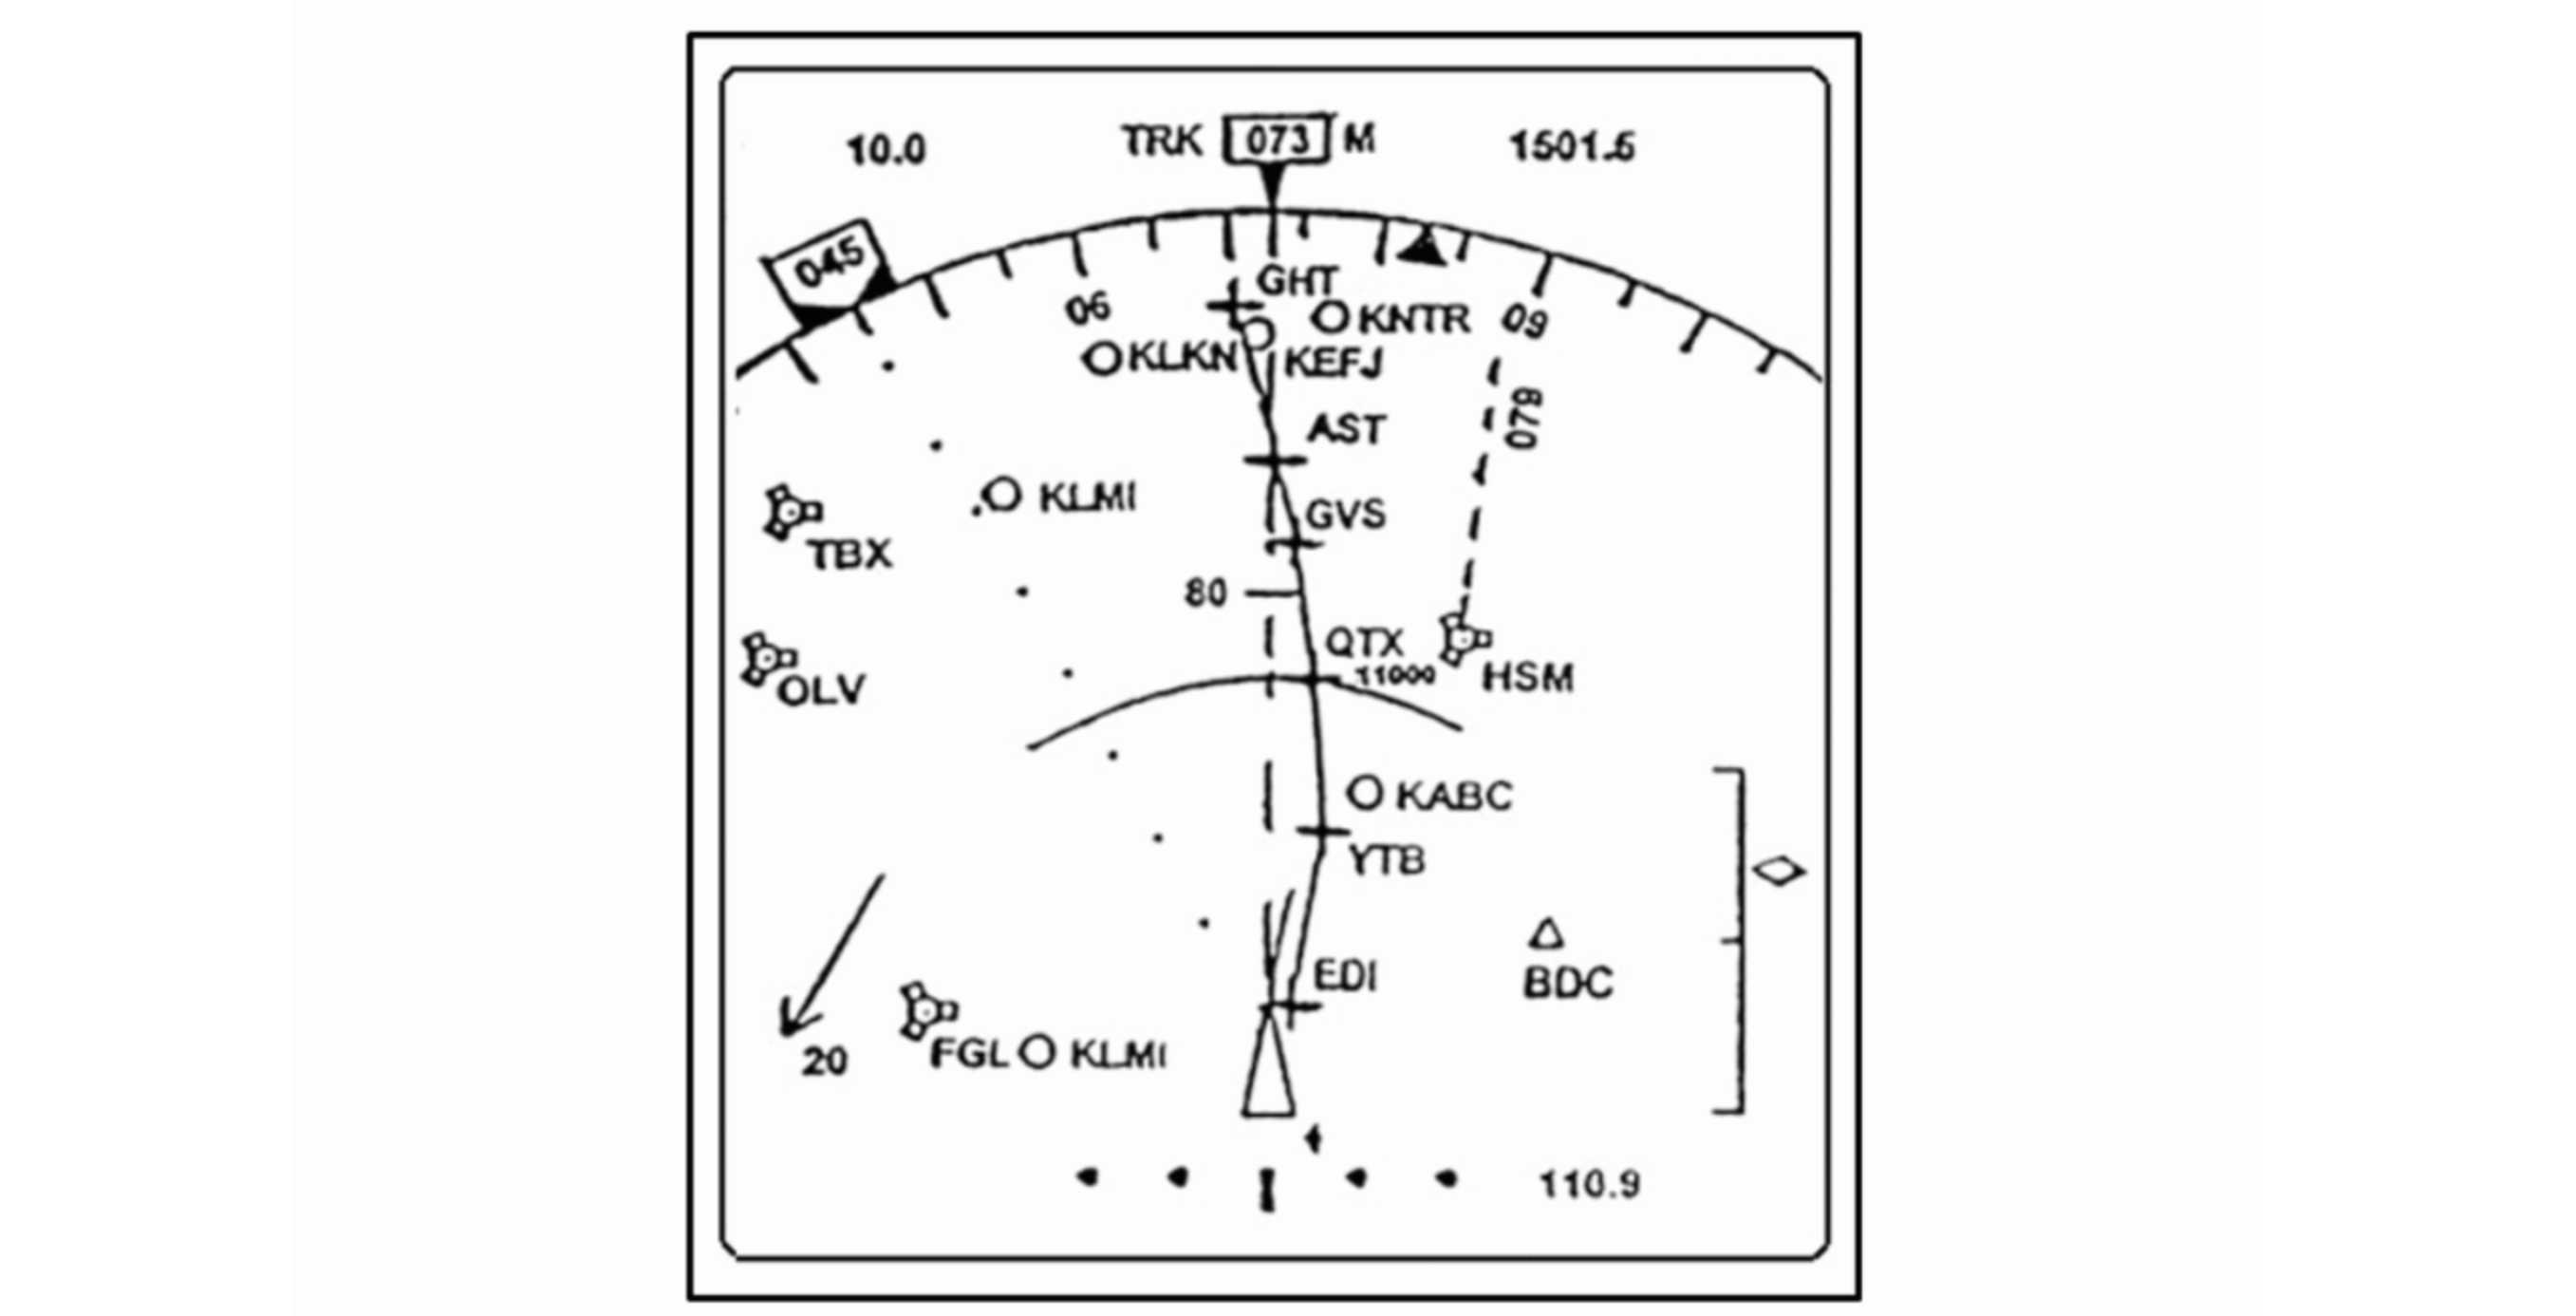 10.0
TRK 073 M
1501.5
045
06
09
GHT
KNTR
KLKN
KEFJ
079
AST
KLMI
GVS
TBX
80
QTX
11000
HSM
OLV
KABC
YTB
EDI
BDC
20
FGL
KLMI
110.9